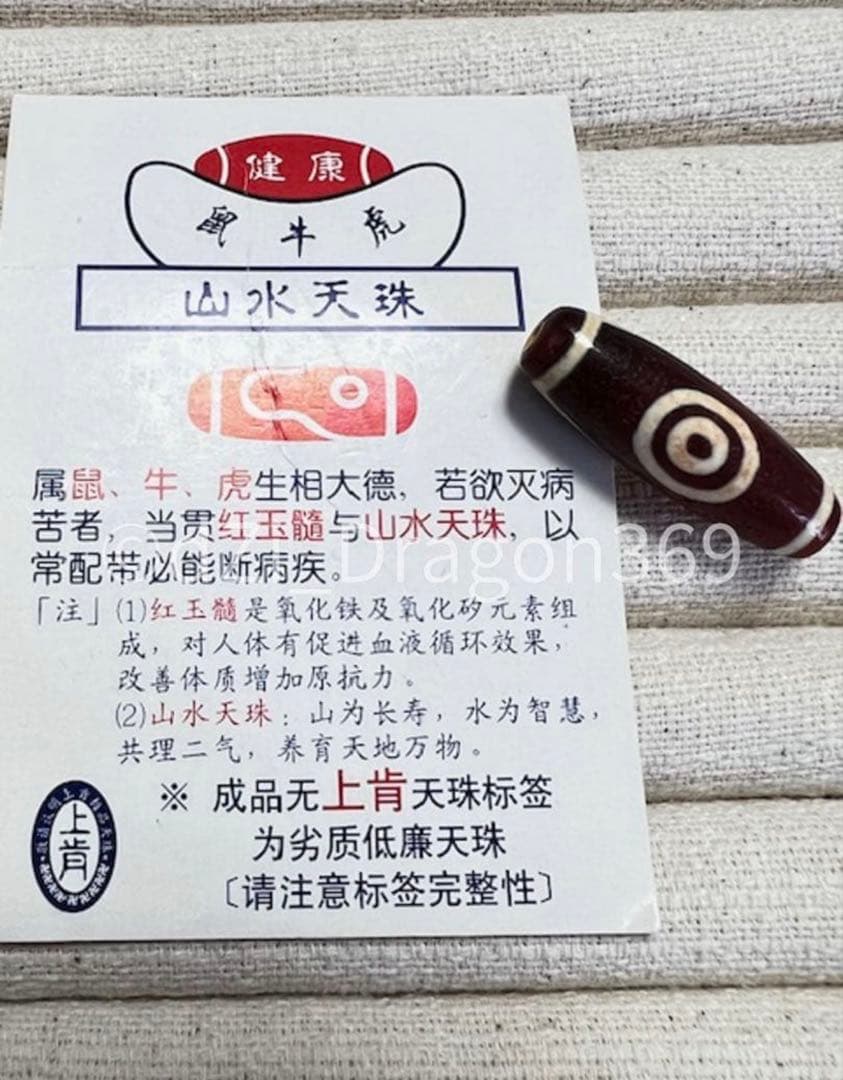 健康
鼠牛虎
山水天珠
属鼠、牛、虎生相大德，若欲灭病
苦者，当贯红玉髓与山水天珠，以
常配带必能断病疾。
「注」(1)红玉髓是氧化铁及氧化矽元素组
成，对人体有促进血液循环效果，
改善体质增加原抗力。
(2)山水天珠：山为长寿，水为智慧，
共理二气，养育天地万物。
※ 成品无上肯天珠标签
为劣质低廉天珠
〔请注意标签完整性〕
上肯
Dragon369